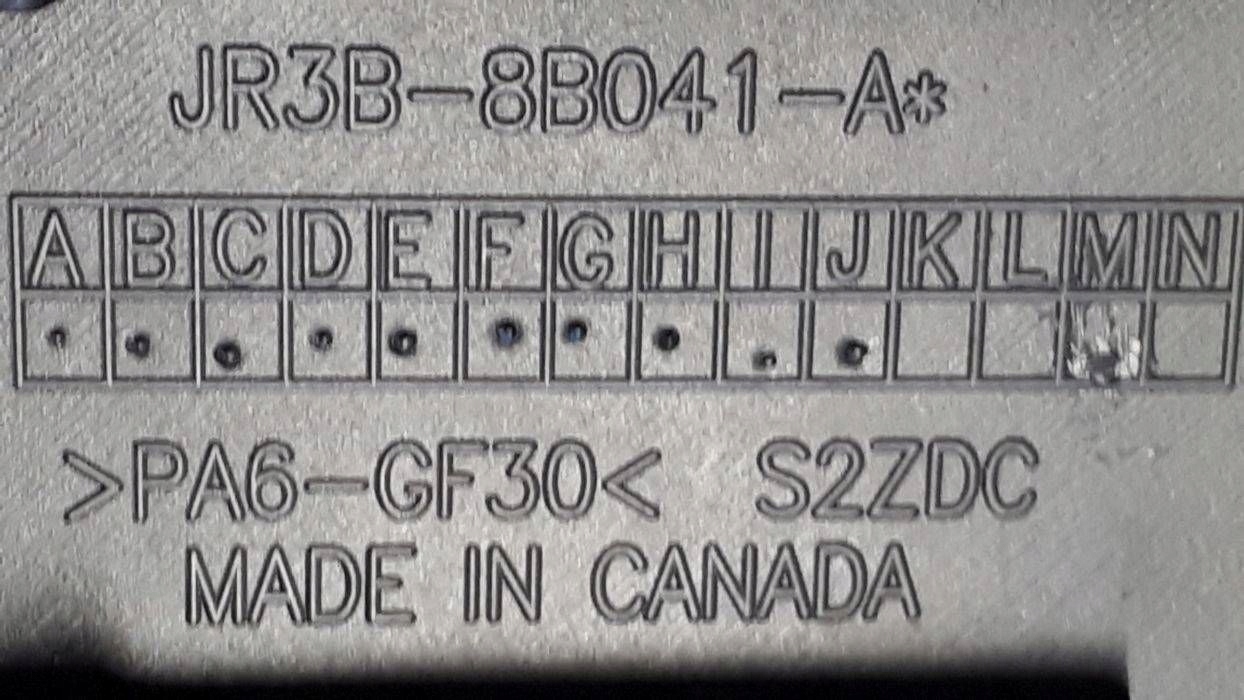 JR3B-8B041-A*
A B C D E F G H I J K L M N
>PA6-GF30< S2ZDC
MADE IN CANADA